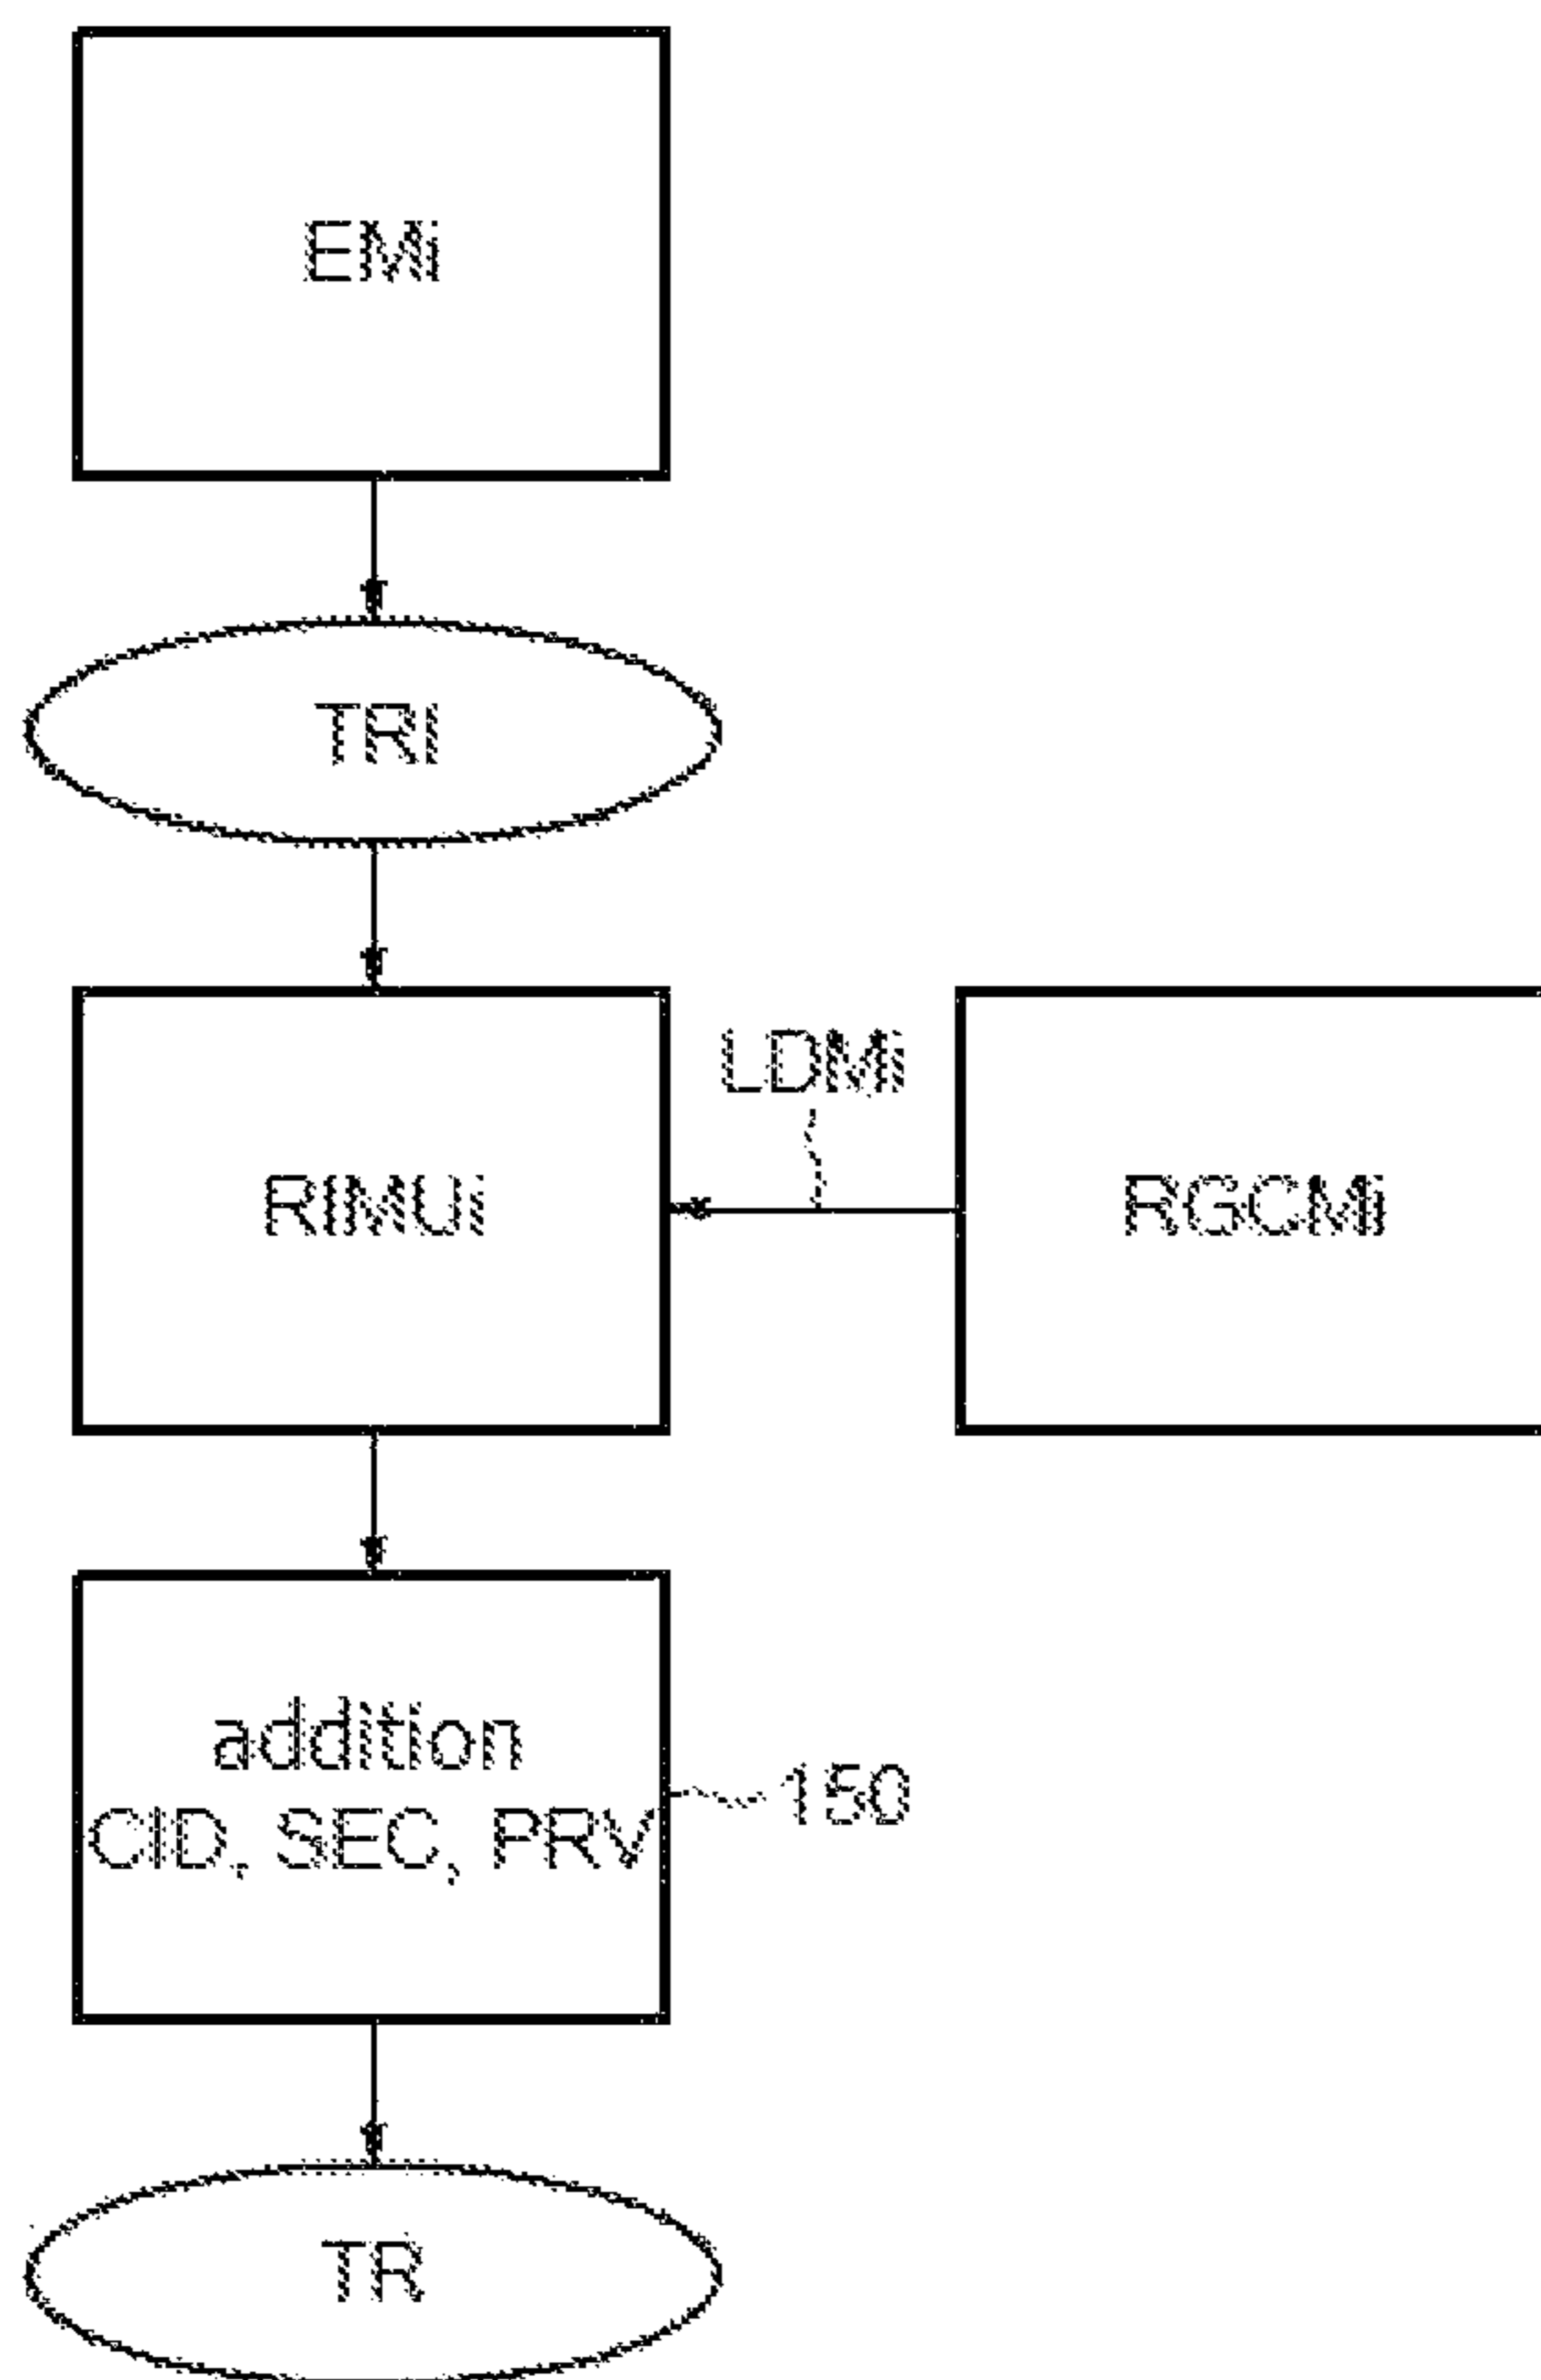 EMi
TRI
LDMi
RIMUi
RGCMi
addition
CID, SEC, PRV
150
TR